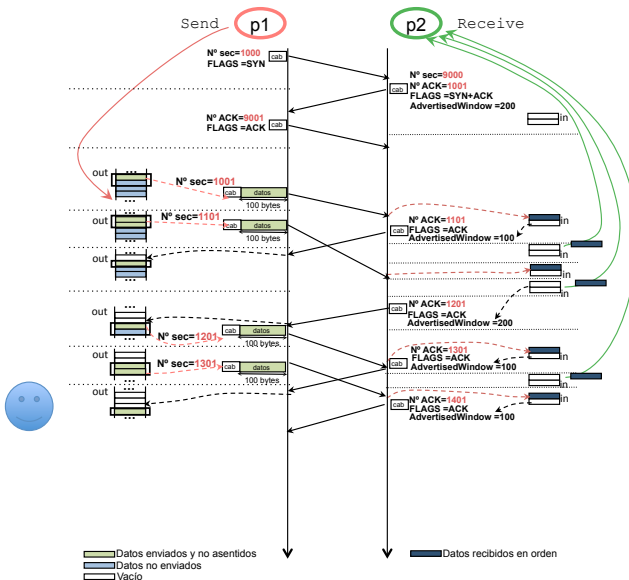 Send
p1
p2
Receive
Nº sec=1000
FLAGS =SYN
cab
Nº sec=9000
Nº ACK=1001
FLAGS =SYN+ACK
AdvertisedWindow =200
cab
in
Nº ACK=9001
FLAGS =ACK
cab
out
...
...
Nº sec=1001
cab
datos
100 bytes
out
...
Nº sec=1101
cab
datos
100 bytes
Nº ACK=1101
cab
FLAGS =ACK
AdvertisedWindow =100
in
out
...
in
in
in
Nº ACK=1201
cab
FLAGS =ACK
AdvertisedWindow =200
out
...
Nº sec=1201
cab
datos
100 bytes
Nº ACK=1301
FLAGS =ACK
cab
AdvertisedWindow =100
in
out
...
Nº sec=1301
cab
datos
100 bytes
in
out
...
Nº ACK=1401
cab
FLAGS =ACK
AdvertisedWindow =100
in
Datos enviados y no asentidos
Datos no enviados
Vacío
Datos recibidos en orden